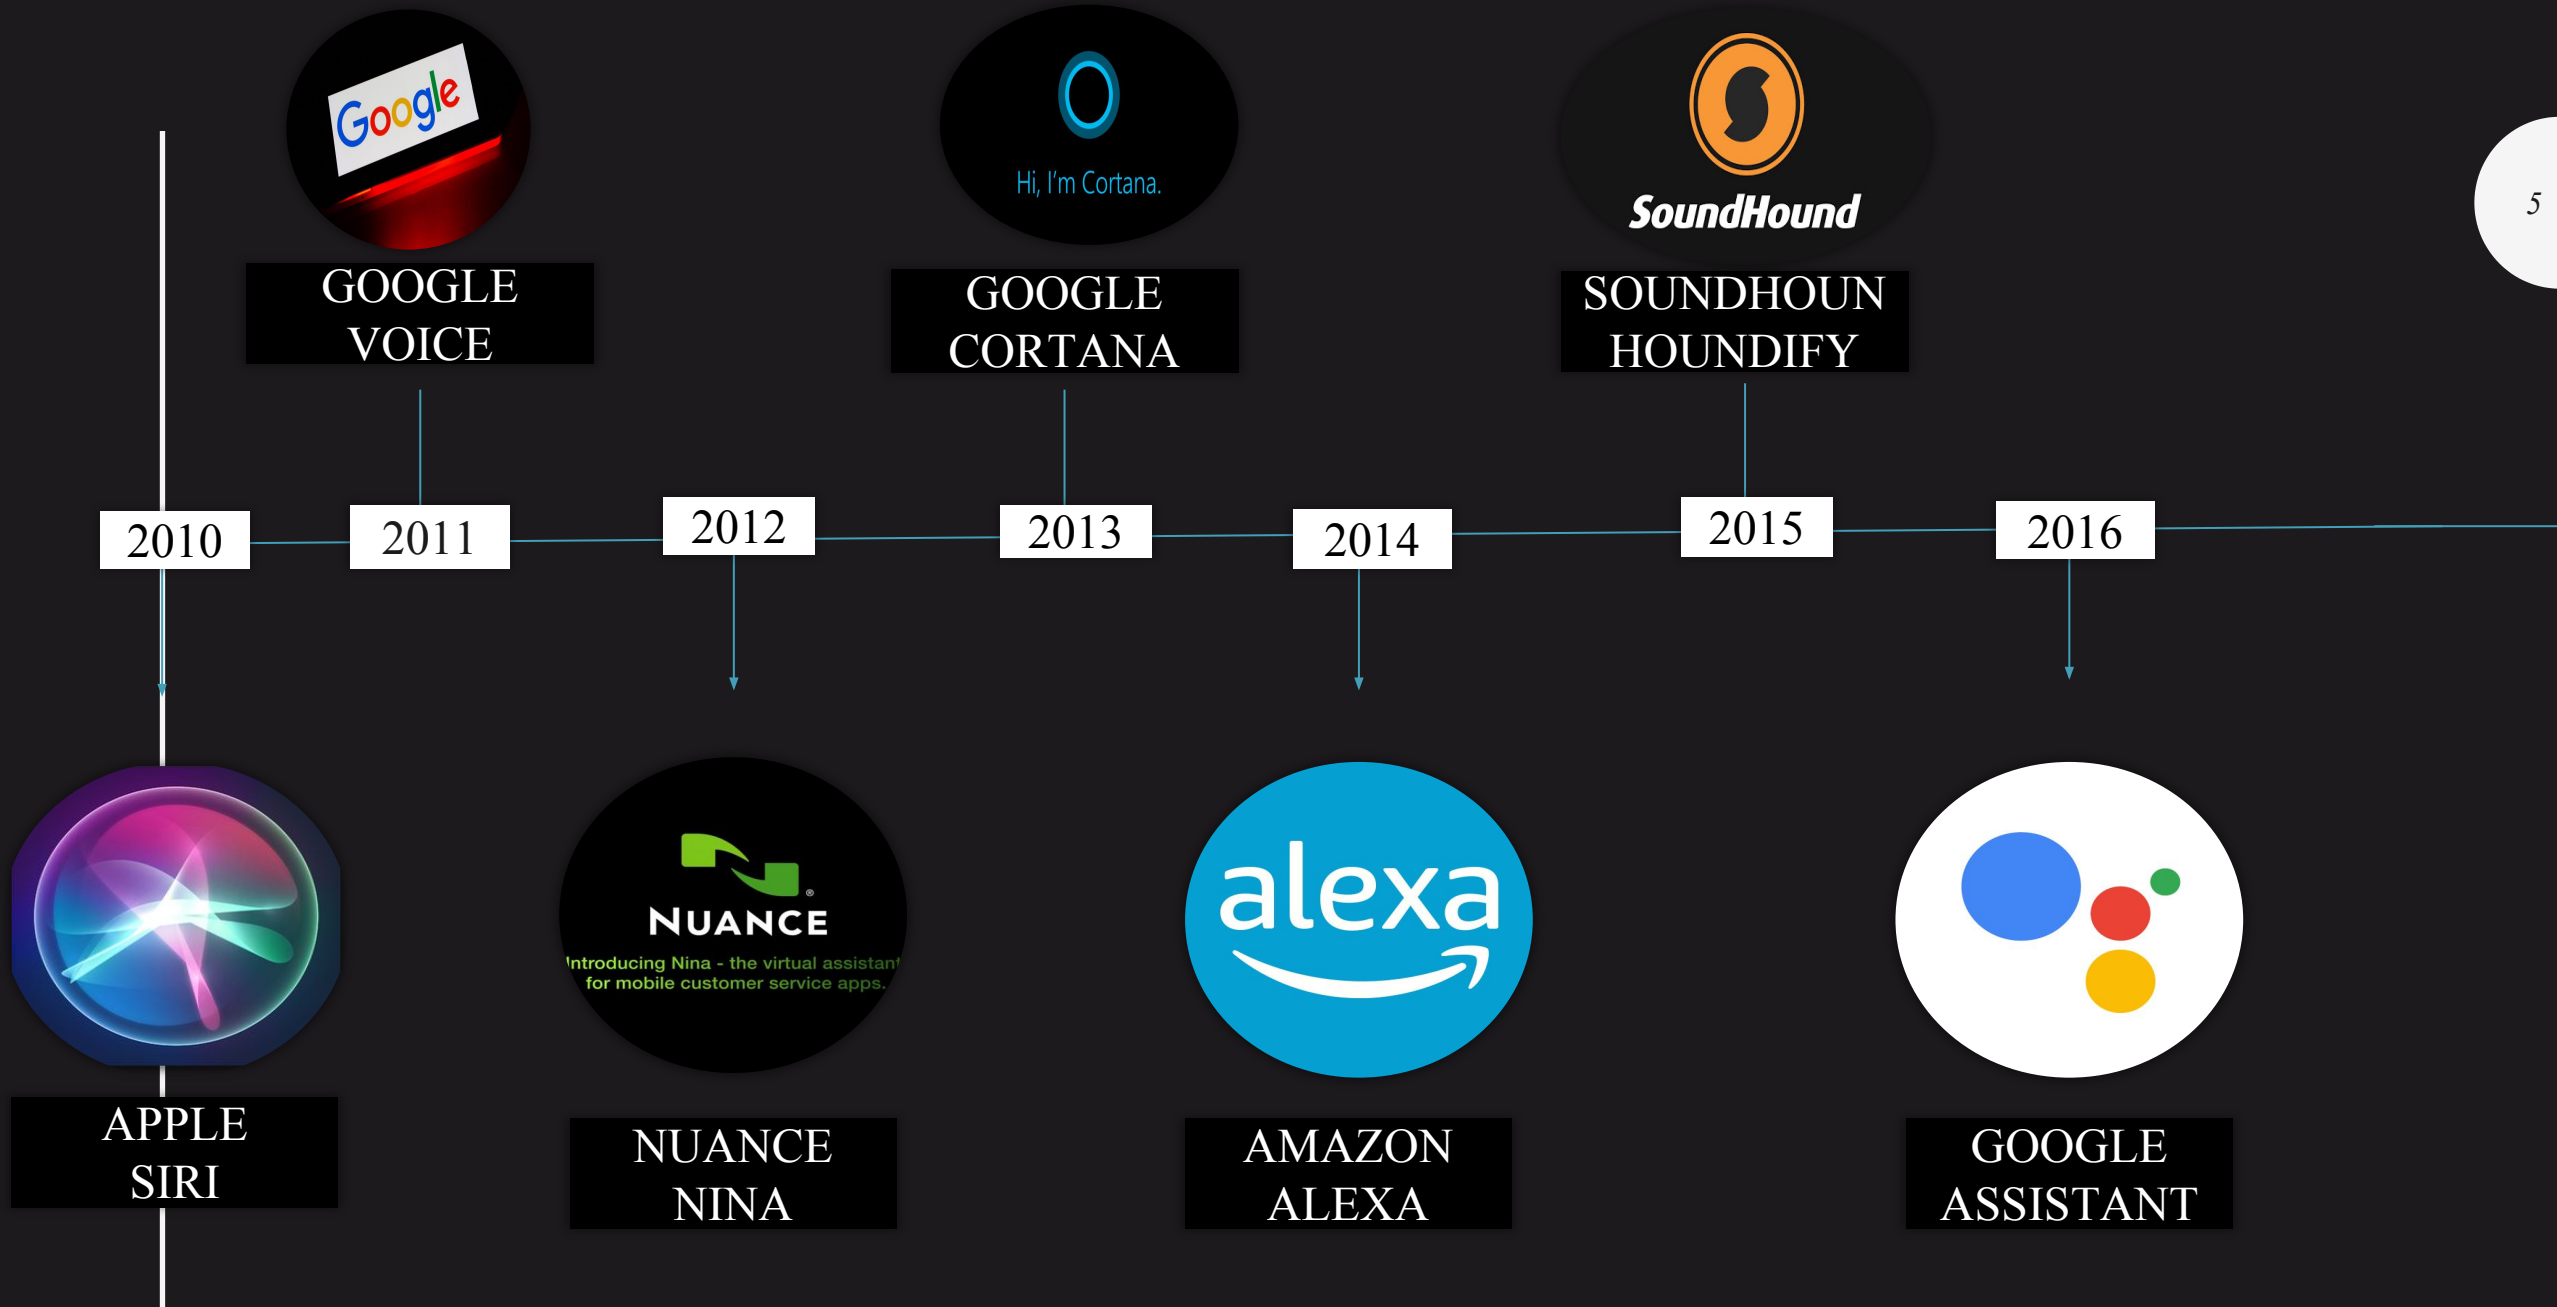 Google
GOOGLE
VOICE
Hi, I'm Cortana.
GOOGLE
CORTANA
SoundHound
SOUNDHOUN
HOUNDIFY
5
2010
2011
2012
2013
2014
2015
2016
APPLE
SIRI
NUANCE
Introducing Nina - the virtual assistant
for mobile customer service apps.
NUANCE
NINA
alexa
AMAZON
ALEXA
GOOGLE
ASSISTANT